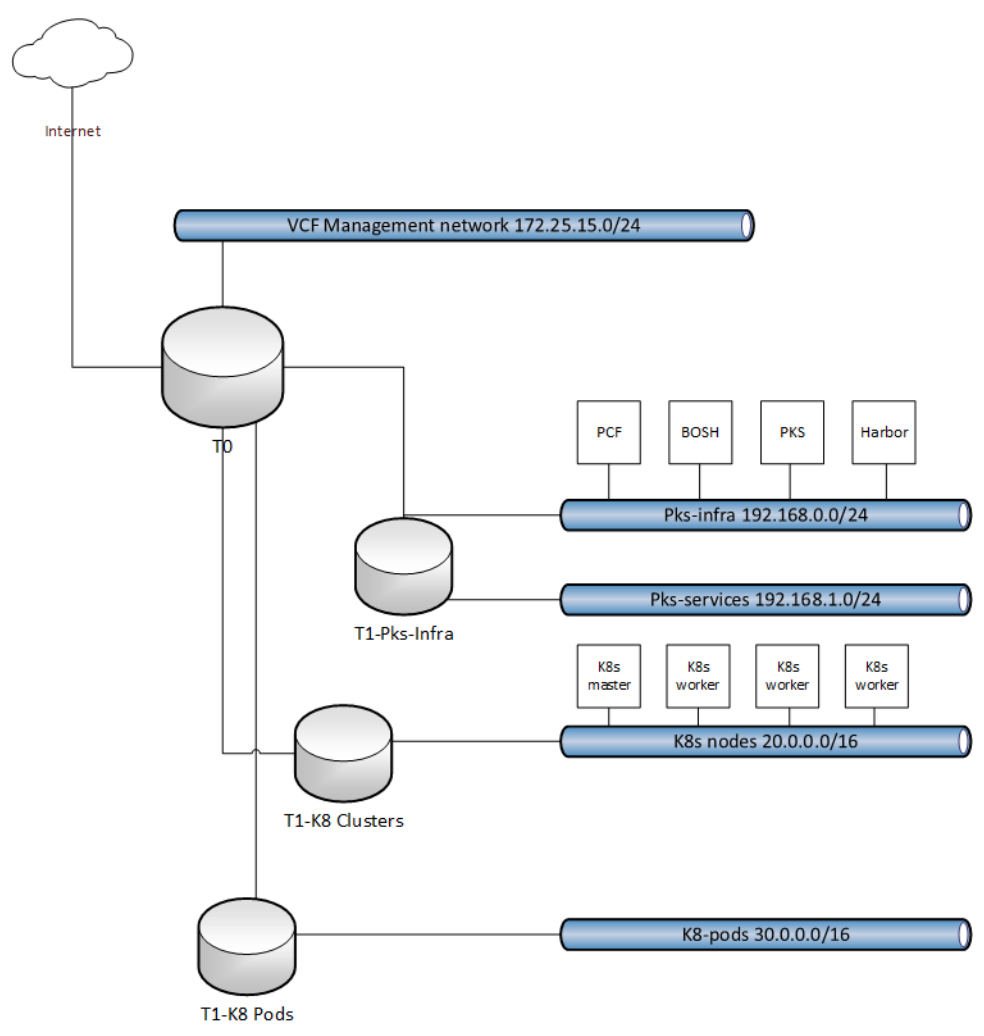 Internet
VCF Management network 172.25.15.0/24
T0
PCF
BOSH
PKS
Harbor
Pks-infra 192.168.0.0/24
Pks-services 192.168.1.0/24
T1-Pks-Infra
K8s
master
K8s
worker
K8s
worker
K8s
worker
K8s nodes 20.0.0.0/16
T1-K8 Clusters
K8-pods 30.0.0.0/16
T1-K8 Pods